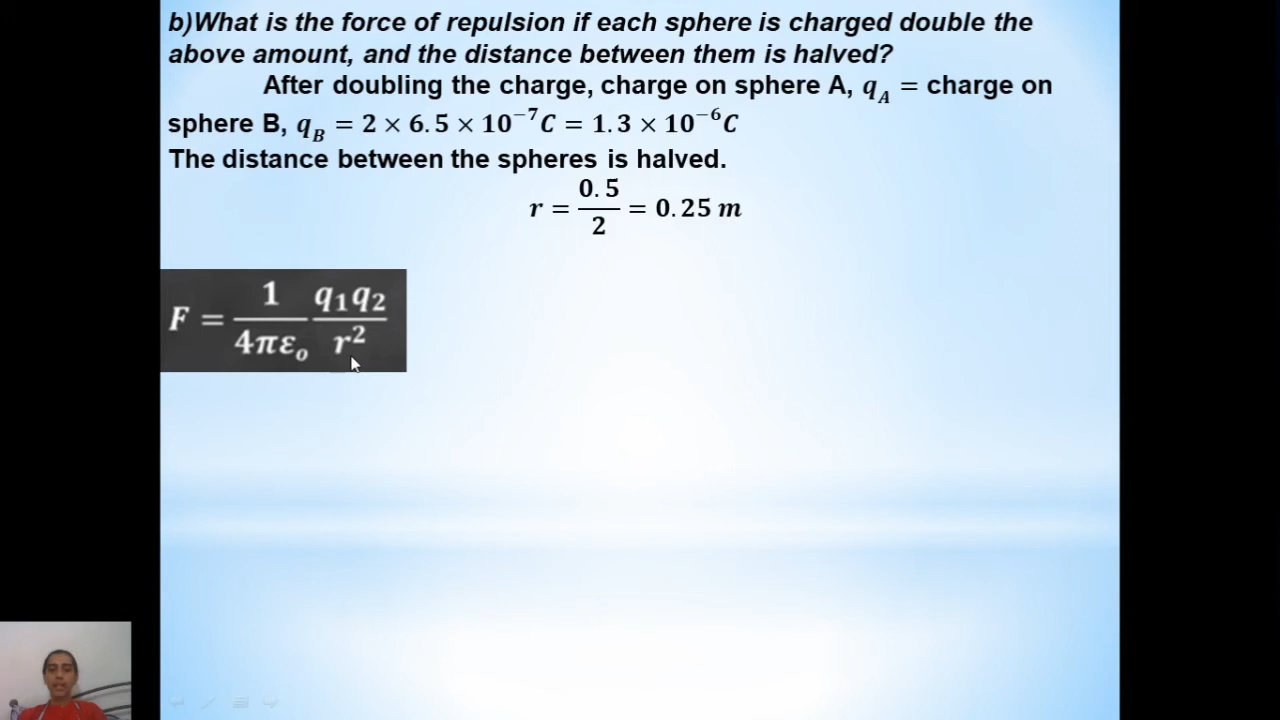 b)What is the force of repulsion if each sphere is charged double the
above amount, and the distance between them is halved?
After doubling the charge, charge on sphere A, q_A = charge on
sphere B, q_B = 2 × 6.5 × 10^−7 C = 1.3 × 10^−6 C
The distance between the spheres is halved.
r = 0.5/2 = 0.25 m
F = 1/(4πε_o) q_1q_2/r^2